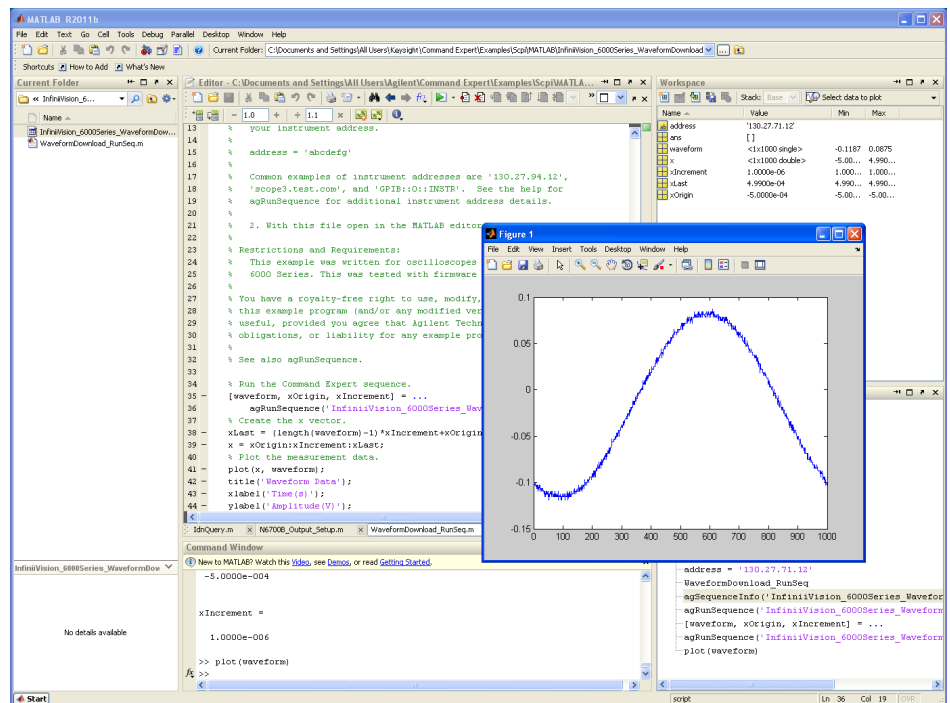 MATLAB R2011b
File Edit Text Go Cell Tools Debug Parallel Desktop Window Help
Current Folder: C:\Documents and Settings\All Users\Kaysight\Command Expert\Examples\Scpi\MATLAB\InfiniiVision_6000Series_WaveformDownload
Shortcuts How to Add What's New
Current Folder
« InfiniiVision_6...
Name
InfiniiVision_6000Series_WaveformDow...
WaveformDownload_RunSeq.m
InfiniiVision_6000Series_WaveformDow
No details available
Editor - C:\Documents and Settings\All Users\Agilent\Command Expert\Examples\Scpi\MATLA...
− 1.0 + ÷ 1.1 ×
13 % your instrument address.
14 %
15 % address = 'abcdefg'
16 %
17 % Common examples of instrument addresses are '130.27.94.12',
18 % 'scope3.test.com', and 'GPIB::0::INSTR'. See the help for
19 % agRunSequence for additional instrument address details.
20 %
21 % 2. With this file open in the MATLAB editor
22 %
23 % Restrictions and Requirements:
24 % This example was written for oscilloscopes
25 % 6000 Series. This was tested with firmware
26 %
27 % You have a royalty-free right to use, modify,
28 % this example program (and/or any modified ver
29 % useful, provided you agree that Agilent Techn
30 % obligations, or liability for any example pro
31 %
32 % See also agRunSequence.
33
34 % Run the Command Expert sequence.
35 − [waveform, xOrigin, xIncrement] = ...
36 agRunSequence('InfiniiVision_6000Series_Wav
37 % Create the x vector.
38 − xLast = (length(waveform)-1)*xIncrement+xOrigin
39 − x = xOrigin:xIncrement:xLast;
40 % Plot the measurement data.
41 − plot(x, waveform);
42 − title('Waveform Data');
43 − xlabel('Time(s)');
44 − ylabel('Amplitude(V)');
IdnQuery.m × N6700B_Output_Setup.m × WaveformDownload_RunSeq.m
Command Window
New to MATLAB? Watch this Video, see Demos, or read Getting Started.
-5.0000e-004
xIncrement =
1.0000e-006
>> plot(waveform)
fx >>
Workspace
Stack: Base Select data to plot
Name Value Min Max
address '130.27.71.12'
ans []
waveform <1x1000 single> -0.1187 0.0875
x <1x1000 double> -5.00... 4.990...
xIncrement 1.0000e-06 1.000... 1.000...
xLast 4.9900e-04 4.990... 4.990...
xOrigin -5.0000e-04 -5.00... -5.00...
Figure 1
File Edit View Insert Tools Desktop Window Help
0.1
0.05
0
-0.05
-0.1
-0.15
0 100 200 300 400 500 600 700 800 900 1000
address = '130.27.71.12'
WaveformDownload_RunSeq
agSequenceInfo('InfiniiVision_6000Series_Wavefor
agRunSequence('InfiniiVision_6000Series_Waveform
[waveform, xOrigin, xIncrement] = ...
agRunSequence('InfiniiVision_6000Series_Waveform
plot(waveform)
Start
script Ln 36 Col 19 OVR